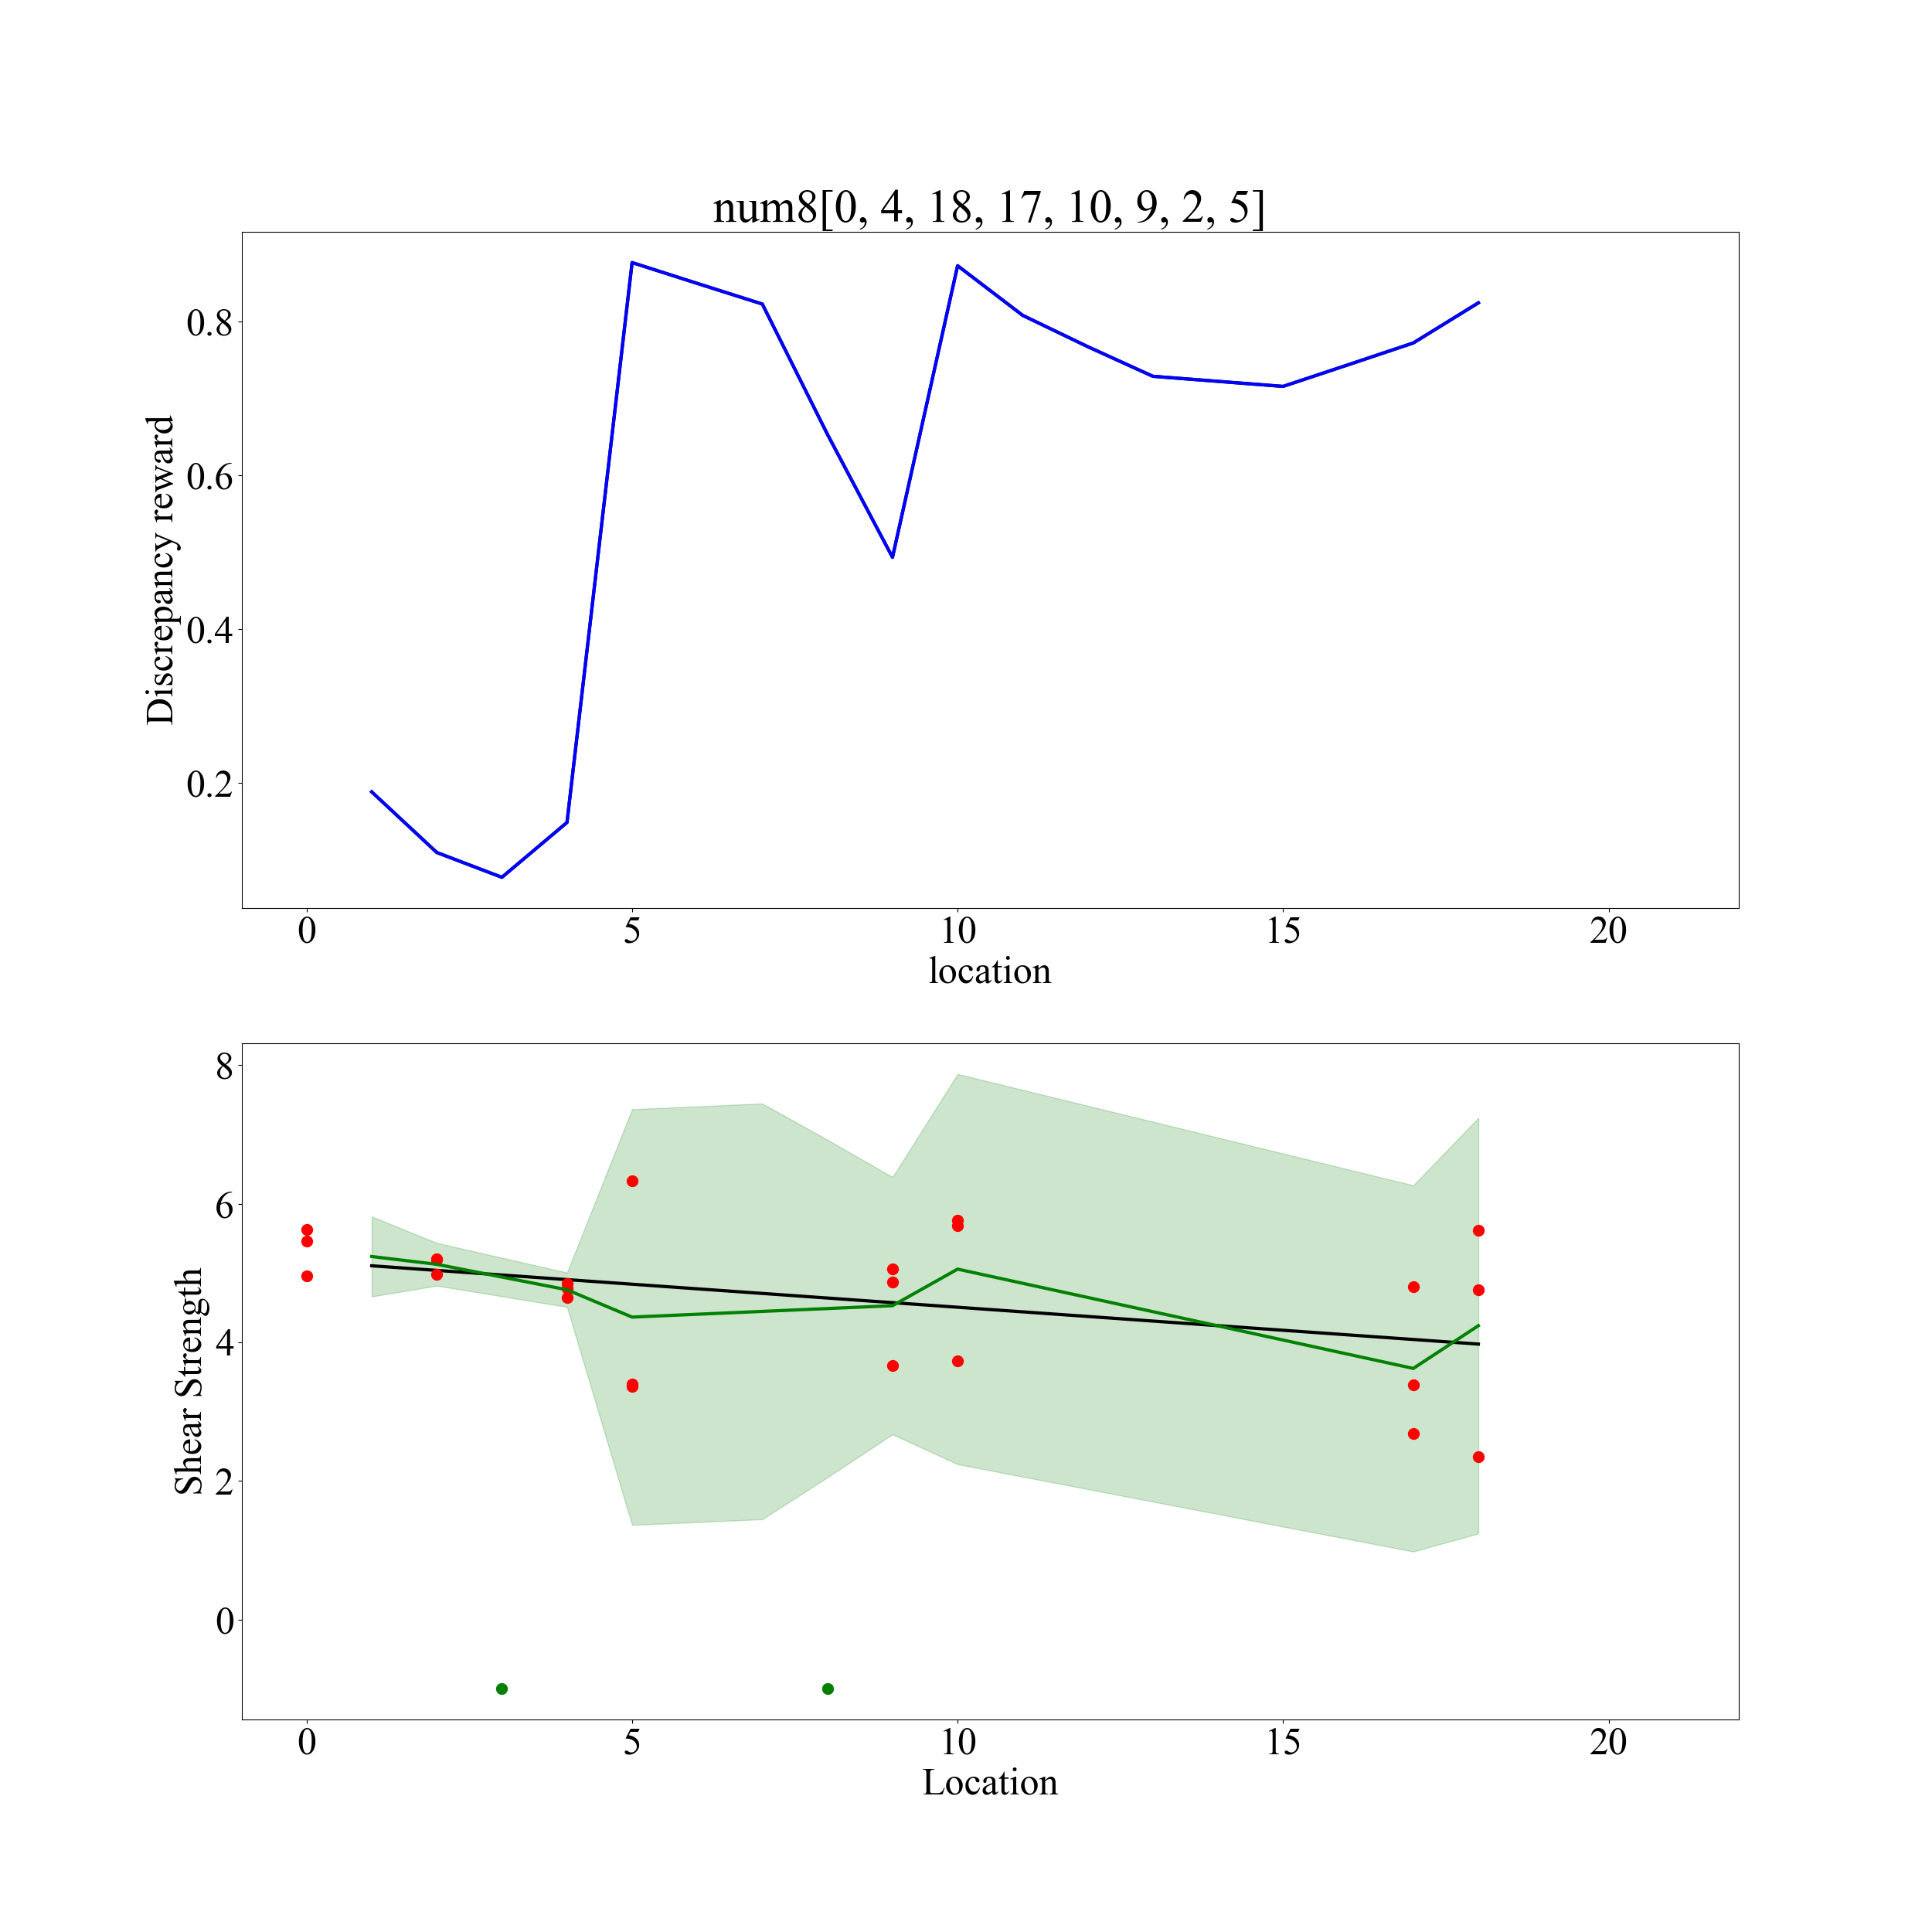 num8[0, 4, 18, 17, 10, 9, 2, 5]
Discrepancy reward
0.8
0.6
0.4
0.2
0 5 10 15 20
location
Shear Strength
8
6
4
2
0
0 5 10 15 20
Location